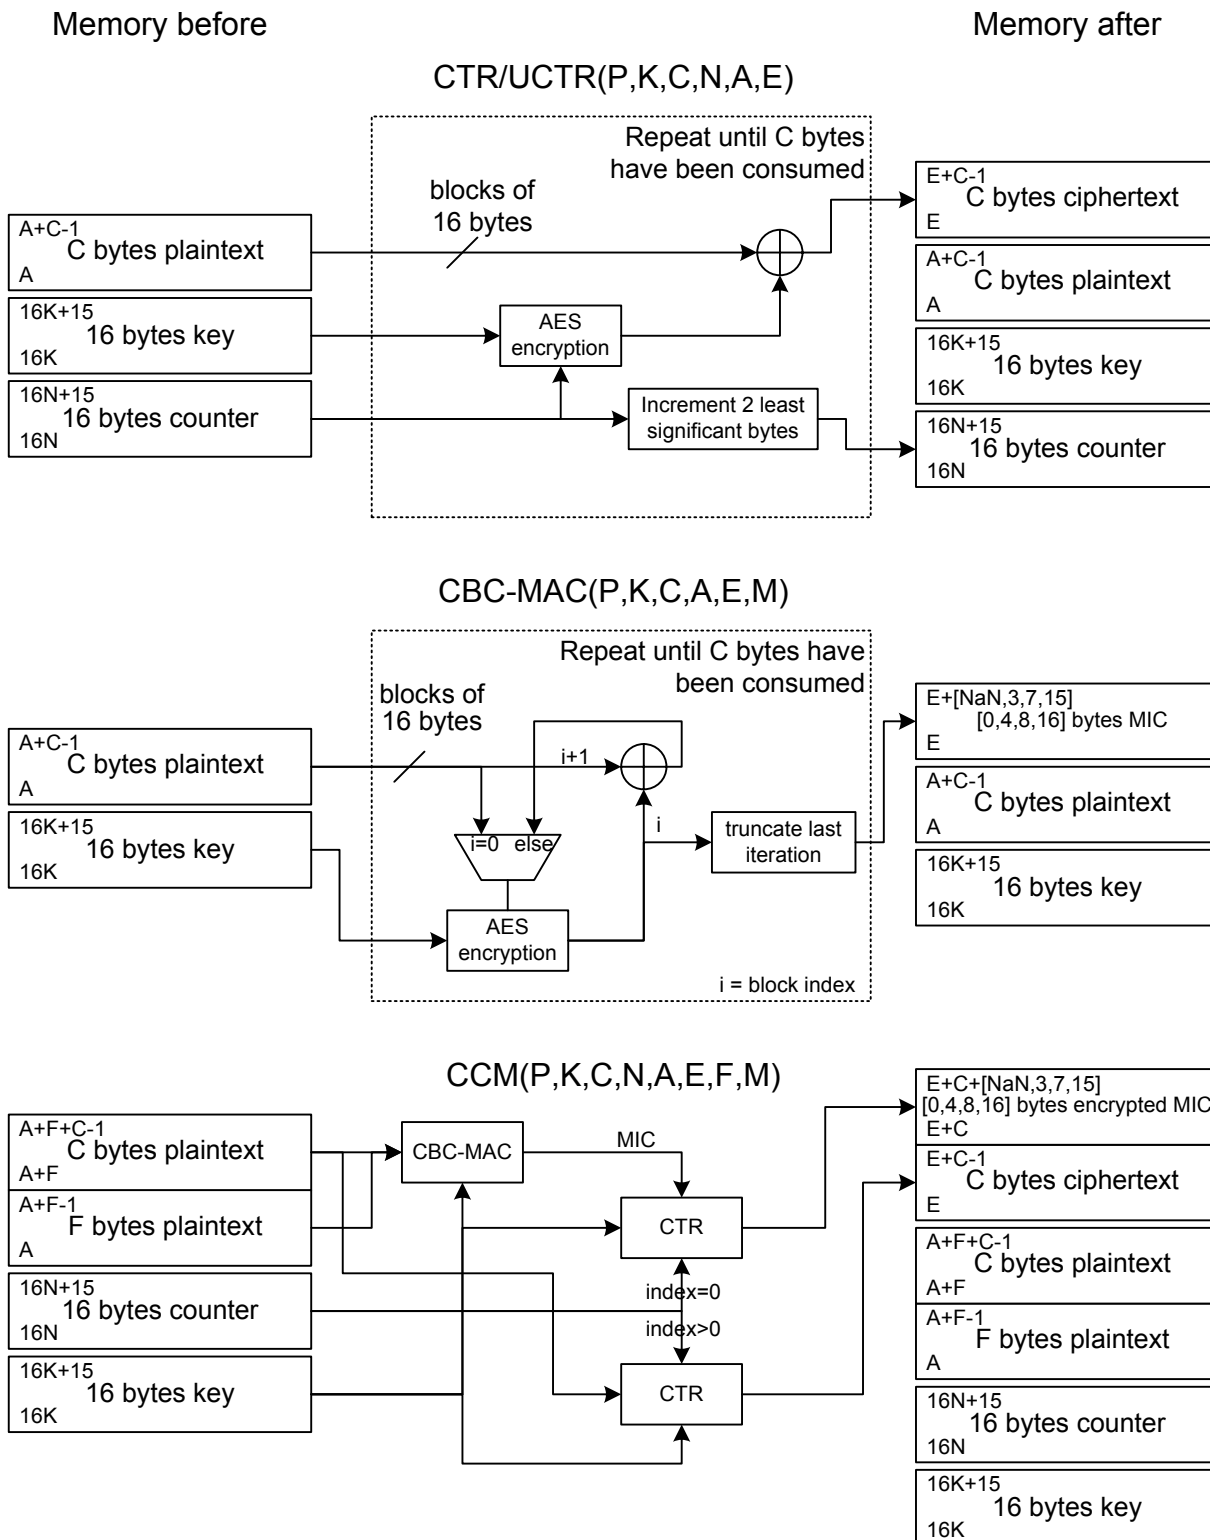 Memory before
Memory after
CTR/UCTR(P,K,C,N,A,E)
Repeat until C bytes
have been consumed
blocks of
16 bytes
A+C-1
C bytes plaintext
A
16K+15
16 bytes key
16K
16N+15
16 bytes counter
16N
AES
encryption
Increment 2 least
significant bytes
E+C-1
C bytes ciphertext
E
A+C-1
C bytes plaintext
A
16K+15
16 bytes key
16K
16N+15
16 bytes counter
16N
CBC-MAC(P,K,C,A,E,M)
Repeat until C bytes have
been consumed
blocks of
16 bytes
A+C-1
C bytes plaintext
A
16K+15
16 bytes key
16K
i+1
i=0 else
i
AES
encryption
truncate last
iteration
i = block index
E+[NaN,3,7,15]
[0,4,8,16] bytes MIC
E
A+C-1
C bytes plaintext
A
16K+15
16 bytes key
16K
CCM(P,K,C,N,A,E,F,M)
A+F+C-1
C bytes plaintext
A+F
A+F-1
F bytes plaintext
A
16N+15
16 bytes counter
16N
16K+15
16 bytes key
16K
CBC-MAC
MIC
CTR
index=0
index>0
CTR
E+C+[NaN,3,7,15]
[0,4,8,16] bytes encrypted MIC
E+C
E+C-1
C bytes ciphertext
E
A+F+C-1
C bytes plaintext
A+F
A+F-1
F bytes plaintext
A
16N+15
16 bytes counter
16N
16K+15
16 bytes key
16K